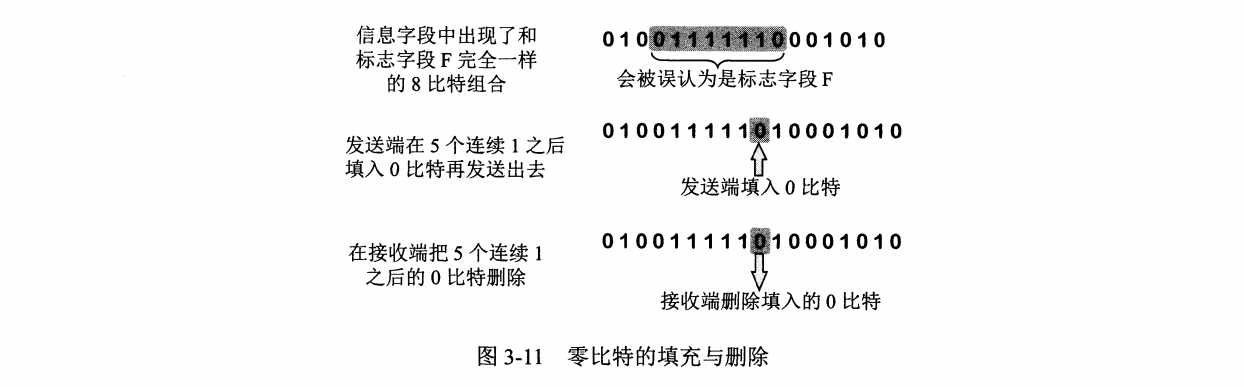 信息字段中出现了和
标志字段 F 完全一样
的 8 比特组合
01001111110001010
会被误认为是标志字段 F
发送端在 5 个连续 1 之后
填入 0 比特再发送出去
010011111010001010
发送端填入 0 比特
在接收端把 5 个连续 1
之后的 0 比特删除
010011111010001010
接收端删除填入的 0 比特
图 3-11 零比特的填充与删除